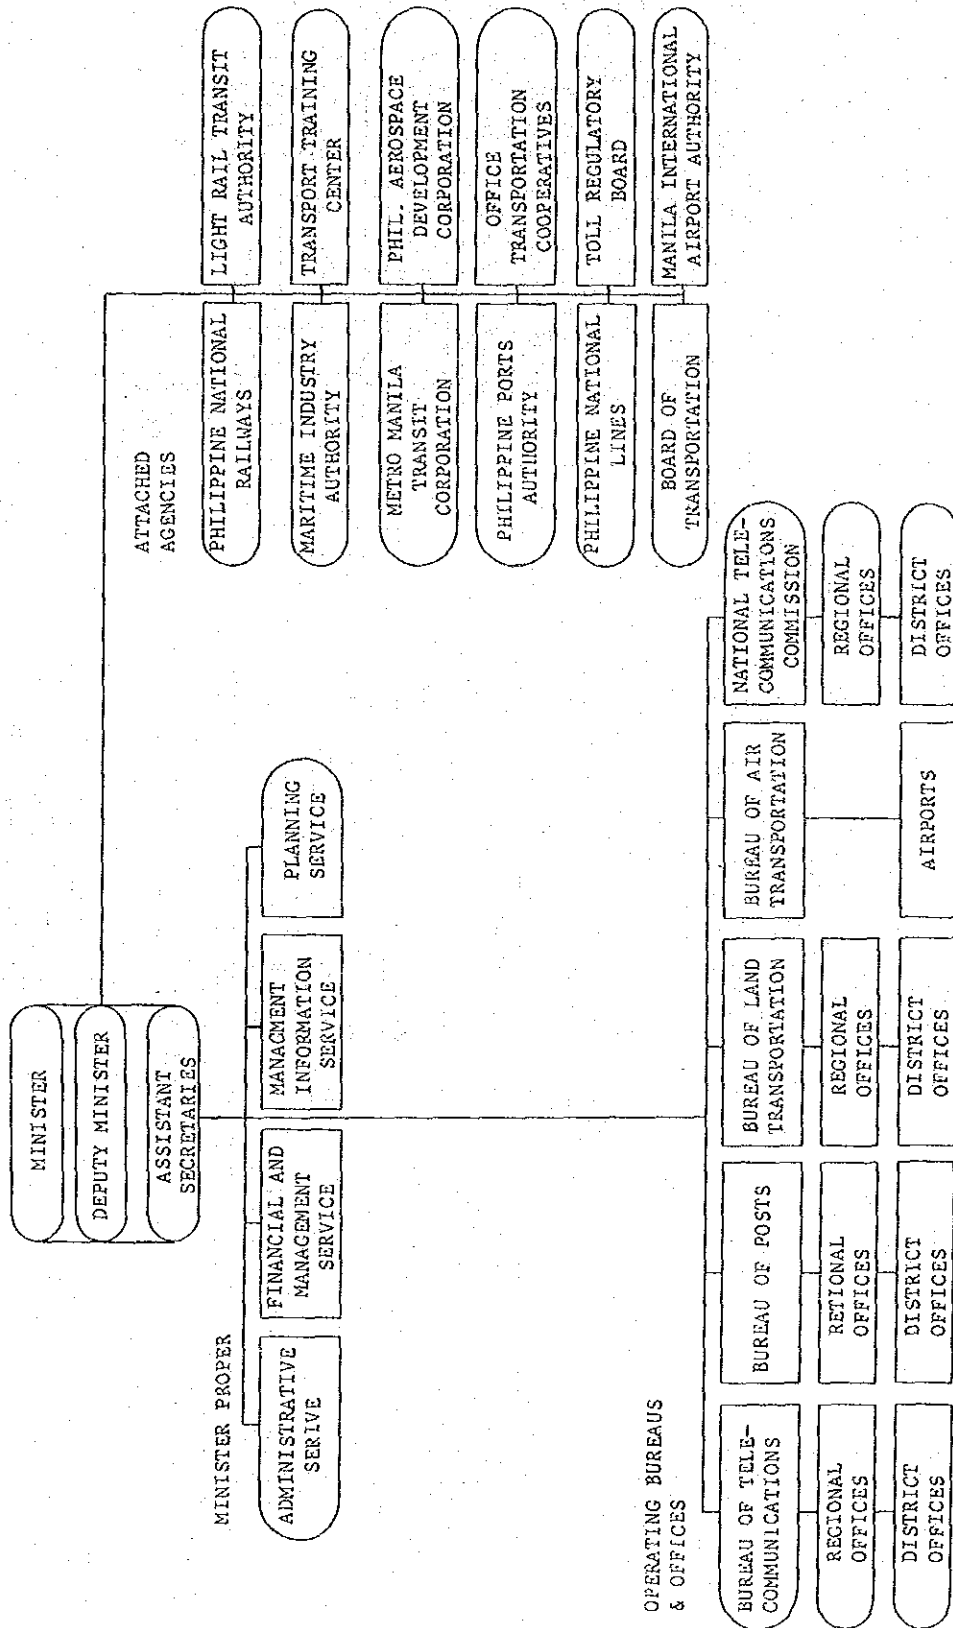 MINISTER
DEPUTY MINISTER
ASSISTANT
SECRETARIES
MINISTER PROPER
ADMINISTRATIVE
SERIVE
FINANCIAL AND
MANAGEMENT
SERVICE
MANAGMENT
INFORMATION
SERVICE
PLANNING
SERVICE
ATTACHED
AGENCIES
PHILIPPINE NATIONAL
RAILWAYS
LIGHT RAIL TRANSIT
AUTHORITY
MARITIME INDUSTRY
AUTHORITY
TRANSPORT TRAINING
CENTER
METRO MANILA
TRANSIT
CORPORATION
PHIL. AEROSPACE
DEVELOPMENT
CORPORATION
PHILIPPINE PORTS
AUTHORITY
OFFICE
TRANSPORTATION
COOPERATIVES
PHILIPPINE NATIONAL
LINES
TOLL REGULATORY
BOARD
BOARD OF
TRANSPORTATION
MANILA INTERNATIONAL
AIRPORT AUTHORITY
OPERATING BUREAUS
& OFFICES
BUREAU OF TELE-
COMMUNICATIONS
REGIONAL
OFFICES
DISTRICT
OFFICES
BUREAU OF POSTS
RETIONAL
OFFICES
DISTRICT
OFFICES
BUREAU OF LAND
TRANSPORTATION
REGIONAL
OFFICES
DISTRICT
OFFICES
BUREAU OF AIR
TRANSPORTATION
AIRPORTS
NATIONAL TELE-
COMMUNICATIONS
COMMISSION
REGIONAL
OFFICES
DISTRICT
OFFICES